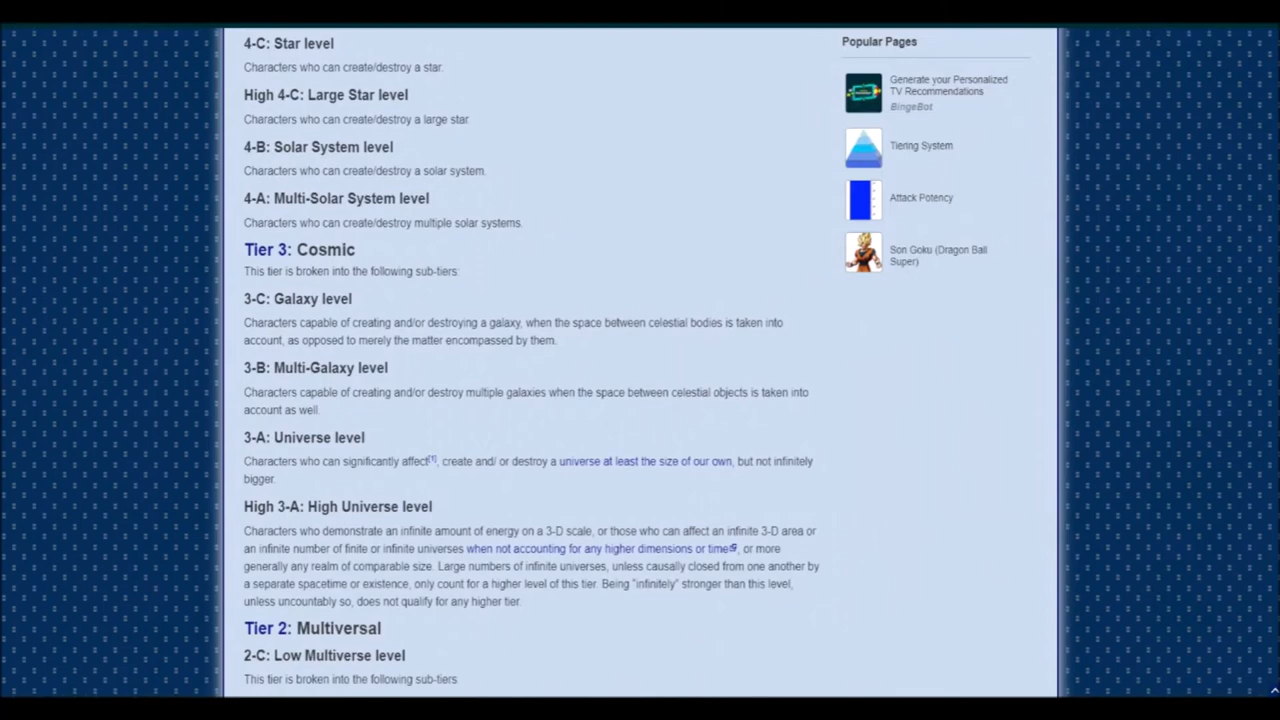 4-C: Star level
Characters who can create/destroy a star.
High 4-C: Large Star level
Characters who can create/destroy a large star.
4-B: Solar System level
Characters who can create/destroy a solar system.
4-A: Multi-Solar System level
Characters who can create/destroy multiple solar systems.
Tier 3: Cosmic
This tier is broken into the following sub-tiers:
3-C: Galaxy level
Characters capable of creating and/or destroying a galaxy, when the space between celestial bodies is taken into
account, as opposed to merely the matter encompassed by them.
3-B: Multi-Galaxy level
Characters capable of creating and/or destroy multiple galaxies when the space between celestial objects is taken into
account as well.
3-A: Universe level
Characters who can significantly affect[1], create and/ or destroy a universe at least the size of our own, but not infinitely
bigger.
High 3-A: High Universe level
Characters who demonstrate an infinite amount of energy on a 3-D scale, or those who can affect an infinite 3-D area or
an infinite number of finite or infinite universes when not accounting for any higher dimensions or time, or more
generally any realm of comparable size. Large numbers of infinite universes, unless causally closed from one another by
a separate spacetime or existence, only count for a higher level of this tier. Being "infinitely" stronger than this level,
unless uncountably so, does not qualify for any higher tier.
Tier 2: Multiversal
2-C: Low Multiverse level
This tier is broken into the following sub-tiers:
Popular Pages
Generate your Personalized
TV Recommendations
BingeBot
Tiering System
Attack Potency
Son Goku (Dragon Ball
Super)